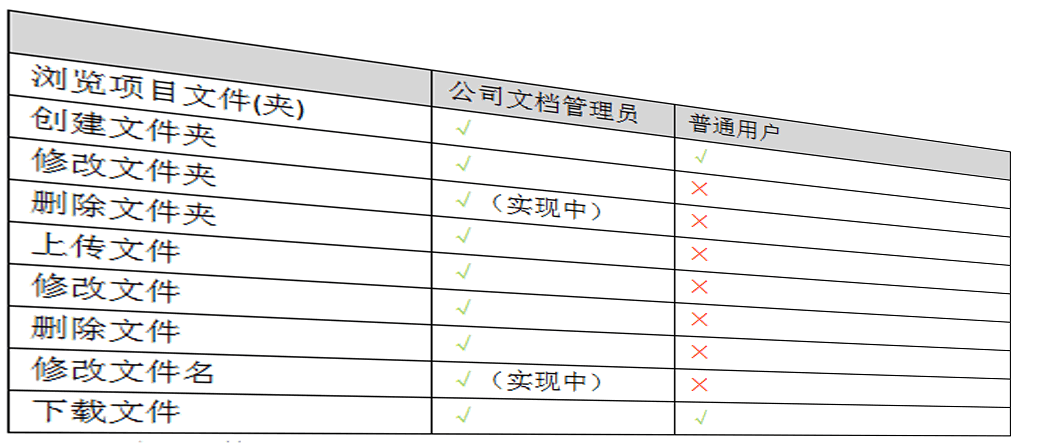 公司文档管理员 普通用户
浏览项目文件(夹) √ √
创建文件夹 √ ×
修改文件夹 √（实现中） ×
删除文件夹 √ ×
上传文件 √ ×
修改文件 √ ×
删除文件 √ ×
修改文件名 √（实现中） ×
下载文件 √ √